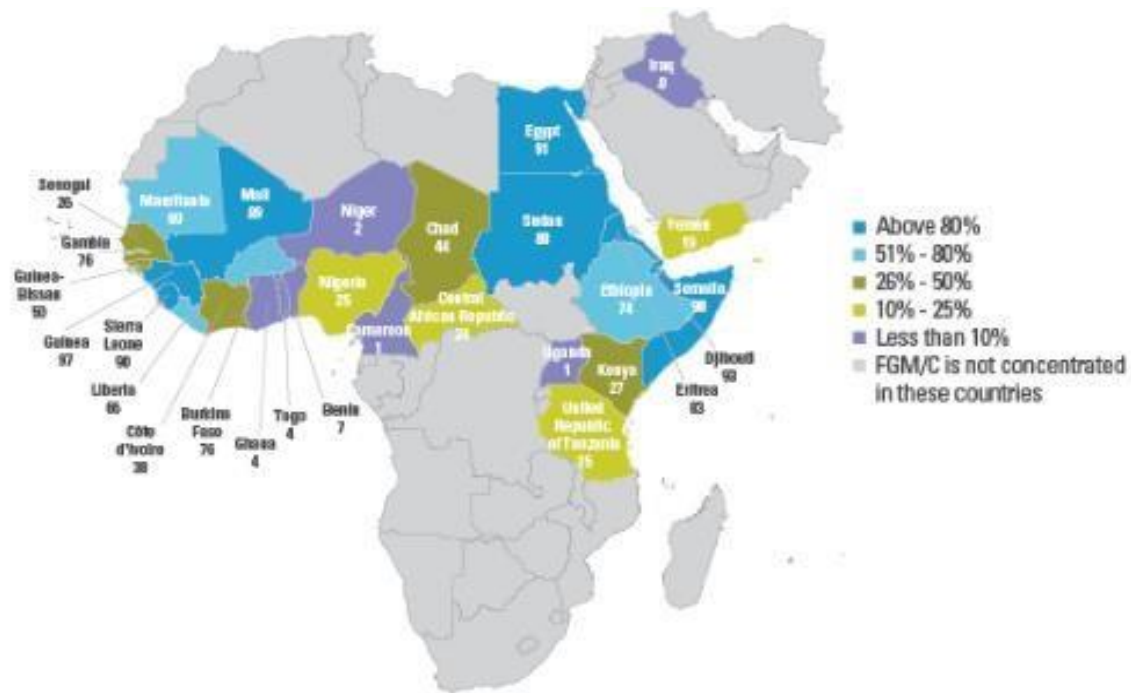 Iraq
Egypt
91
Mauritania
Mali
89
Niger
2
Chad
44
Sudan
Yemen
19
Senegal
26
Gambia
76
Guinea-
Bissau
50
Guinea
97
Sierra
Leone
90
Liberia
66
Côte
d'Ivoire
38
Burkina
Faso
76
Ghana
4
Togo
4
Benin
7
Nigeria
Cameroon
1
Central
African Republic
24
Ethiopia
74
Somalia
98
Djibouti
93
Eritrea
83
Uganda
1
Kenya
27
United
Republic
of Tanzania
15
Above 80%
51% - 80%
26% - 50%
10% - 25%
Less than 10%
FGM/C is not concentrated
in these countries